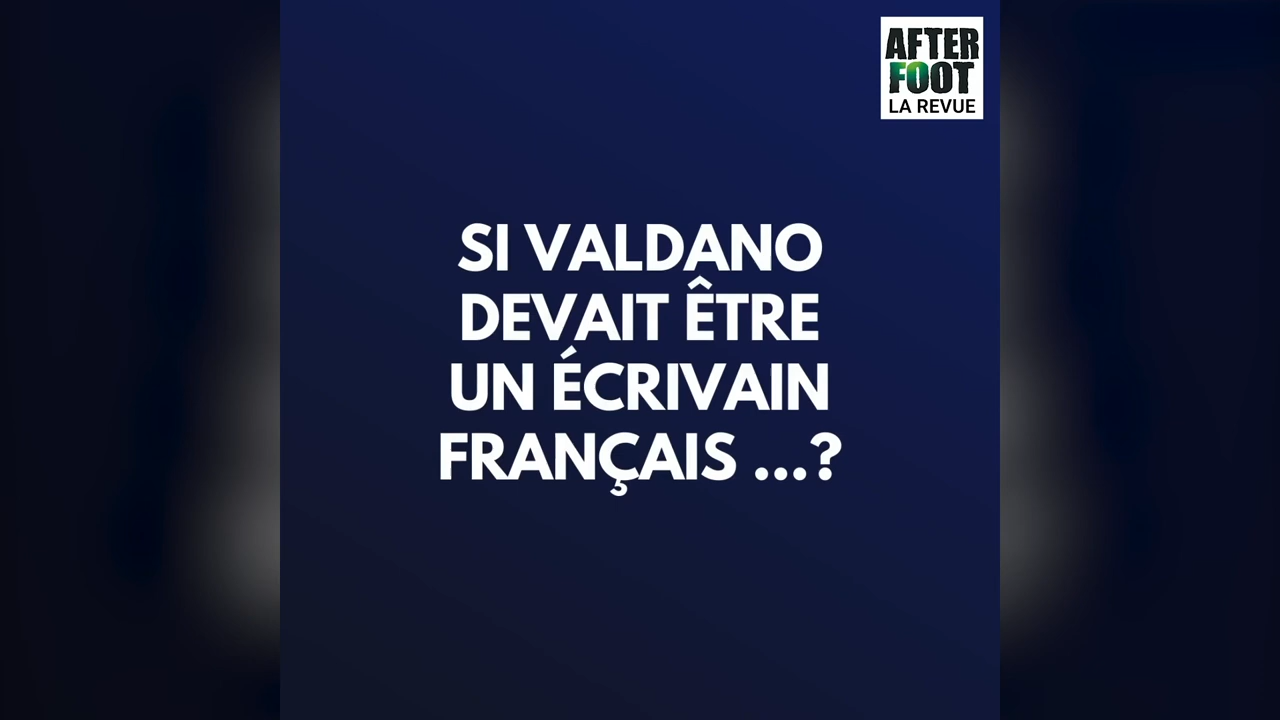 AFTER
FOOT
LA REVUE
SI VALDANO
DEVAIT ÊTRE
UN ÉCRIVAIN
FRANÇAIS ...?